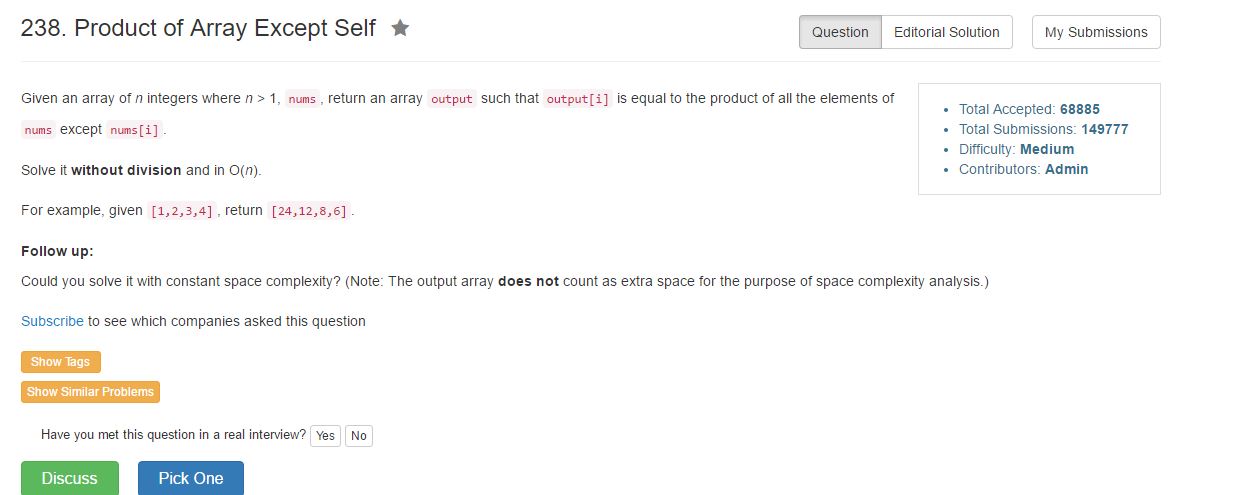 238. Product of Array Except Self
Question
Editorial Solution
My Submissions
Given an array of n integers where n > 1, nums , return an array output such that output[i] is equal to the product of all the elements of
nums except nums[i] .
Solve it without division and in O(n).
For example, given [1,2,3,4] , return [24,12,8,6] .
Follow up:
Could you solve it with constant space complexity? (Note: The output array does not count as extra space for the purpose of space complexity analysis.)
Subscribe to see which companies asked this question
Show Tags
Show Similar Problems
Have you met this question in a real interview? Yes No
Discuss
Pick One
Total Accepted: 68885
Total Submissions: 149777
Difficulty: Medium
Contributors: Admin